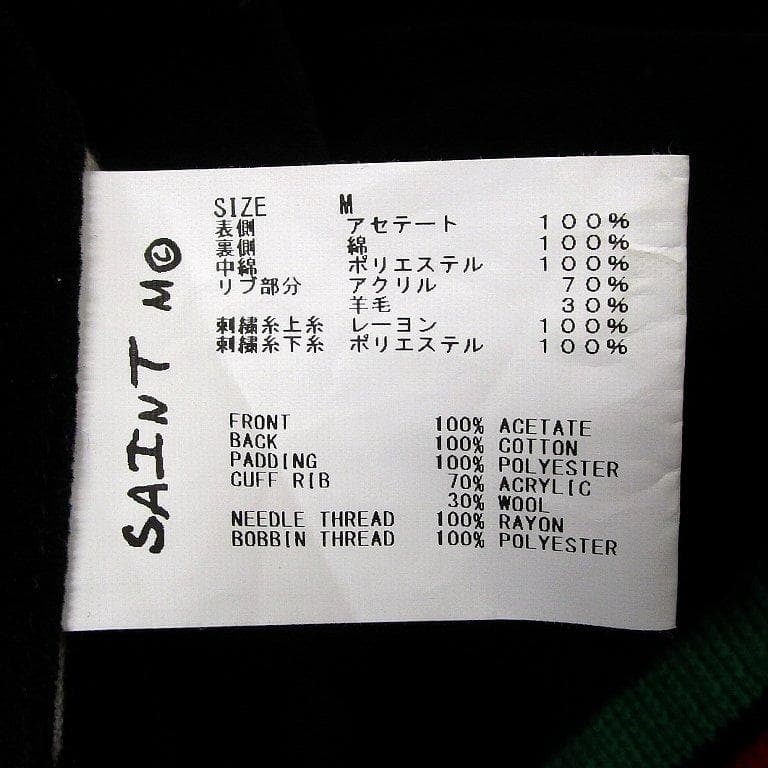 SAINT M©
SIZE M
表側 アセテート 100%
裏側 綿 100%
中綿 ポリエステル 100%
リブ部分 アクリル 70%
羊毛 30%
刺繍糸上糸 レーヨン 100%
刺繍糸下糸 ポリエステル 100%
FRONT 100% ACETATE
BACK 100% COTTON
PADDING 100% POLYESTER
CUFF RIB 70% ACRYLIC
30% WOOL
NEEDLE THREAD 100% RAYON
BOBBIN THREAD 100% POLYESTER